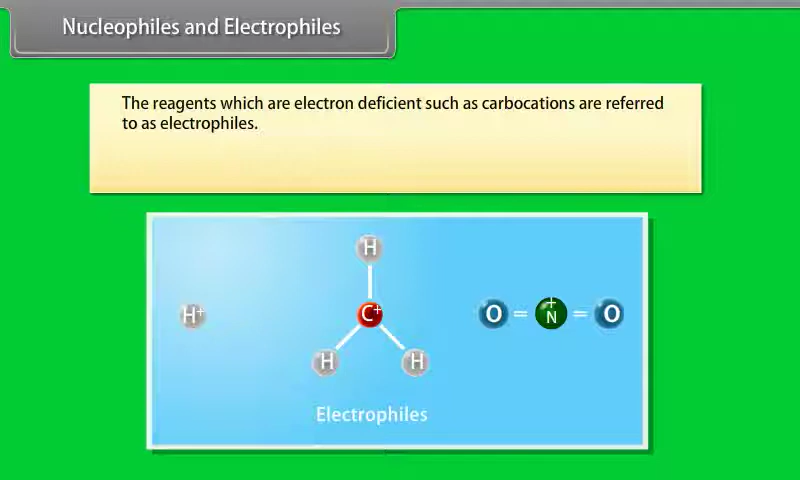 Nucleophiles and Electrophiles
The reagents which are electron deficient such as carbocations are referred
to as electrophiles.
H
H⁺ C⁺ O = N⁺ = O
H H
Electrophiles